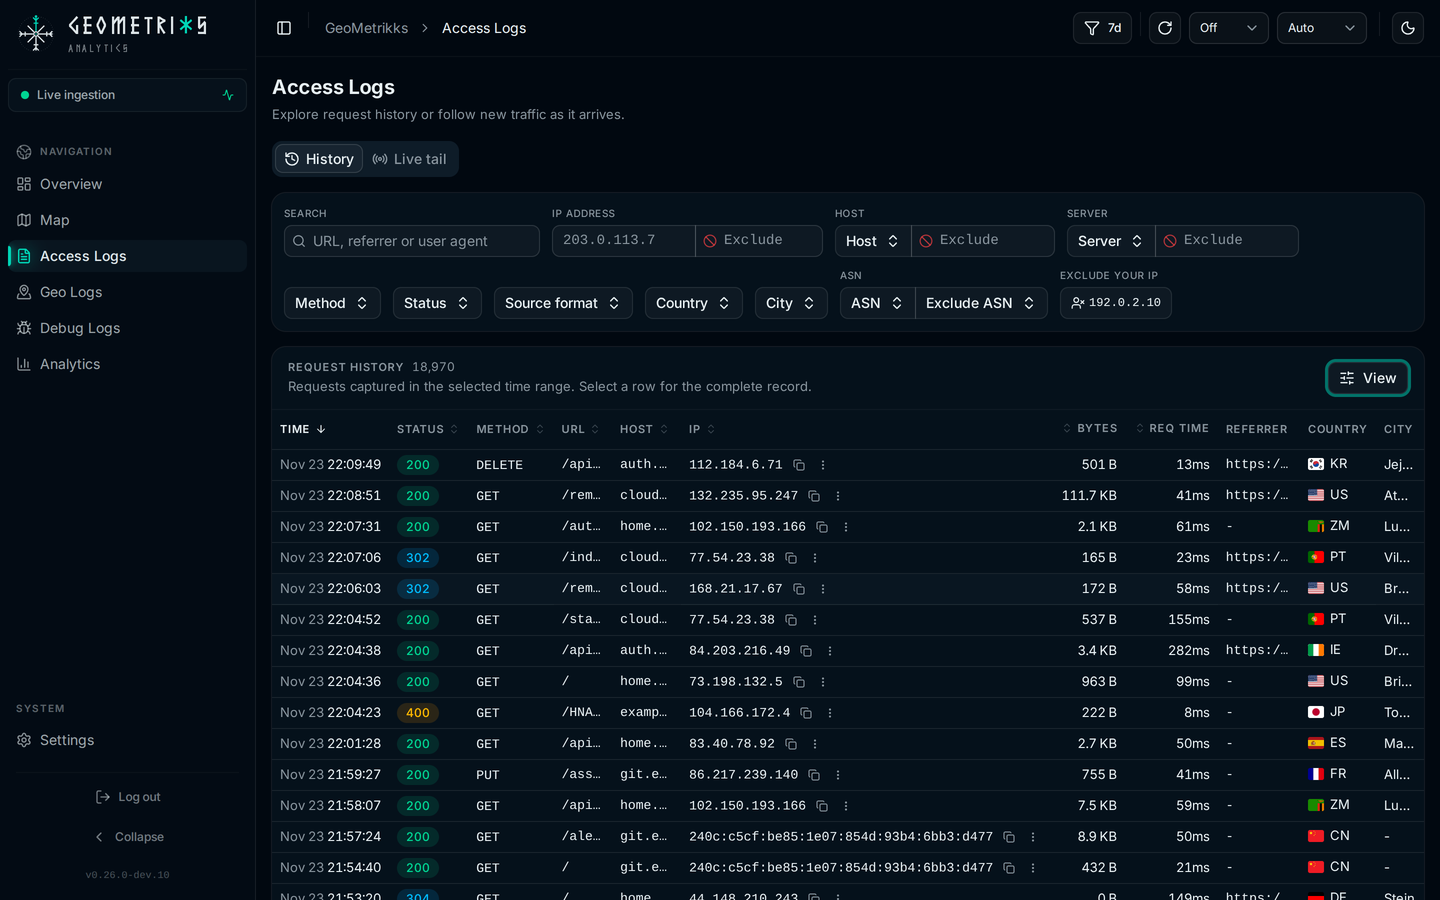 GEOMETRIKS
ANALYTICS
Live ingestion
NAVIGATION
Overview
Map
Access Logs
Geo Logs
Debug Logs
Analytics
SYSTEM
Settings
Log out
Collapse
v0.26.0-dev.10
GeoMetrikks > Access Logs
7d
Off
Auto
Access Logs
Explore request history or follow new traffic as it arrives.
History
Live tail
SEARCH IP ADDRESS HOST SERVER
URL, referrer or user agent 203.0.113.7 Exclude Host Exclude Server Exclude
ASN EXCLUDE YOUR IP
Method Status Source format Country City ASN Exclude ASN 192.0.2.10
REQUEST HISTORY 18,970
Requests captured in the selected time range. Select a row for the complete record.
View
TIME STATUS METHOD URL HOST IP BYTES REQ TIME REFERRER COUNTRY CITY
Nov 23 22:09:49 200 DELETE /api… auth.… 112.184.6.71 501 B 13ms https:/… KR Jej…
Nov 23 22:08:51 200 GET /rem… cloud… 132.235.95.247 111.7 KB 41ms https:/… US At…
Nov 23 22:07:31 200 GET /aut… home.… 102.150.193.166 2.1 KB 61ms - ZM Lu…
Nov 23 22:07:06 302 GET /ind… cloud… 77.54.23.38 165 B 23ms https:/… PT Vil…
Nov 23 22:06:03 302 GET /rem… cloud… 168.21.17.67 172 B 58ms https:/… US Br…
Nov 23 22:04:52 200 GET /sta… cloud… 77.54.23.38 537 B 155ms - PT Vil…
Nov 23 22:04:38 200 GET /api… auth.… 84.203.216.49 3.4 KB 282ms https:/… IE Dr…
Nov 23 22:04:36 200 GET / home.… 73.198.132.5 963 B 99ms - US Bri…
Nov 23 22:04:23 400 GET /HNA… examp… 104.166.172.4 222 B 8ms - JP To…
Nov 23 22:01:28 200 GET /api… home.… 83.40.78.92 2.7 KB 50ms - ES Ma…
Nov 23 21:59:27 200 PUT /ass… git.e… 86.217.239.140 755 B 41ms - FR All…
Nov 23 21:58:07 200 GET /api… home.… 102.150.193.166 7.5 KB 59ms - ZM Lu…
Nov 23 21:57:24 200 GET /ale… git.e… 240c:c5cf:be85:1e07:854d:93b4:6bb3:d477 8.9 KB 50ms - CN -
Nov 23 21:54:40 200 GET / git.e… 240c:c5cf:be85:1e07:854d:93b4:6bb3:d477 432 B 21ms - CN -
Nov 23 21:53:20 304 GET / home.… 44.148.210.243 0 B 149ms https:/… DE Stein